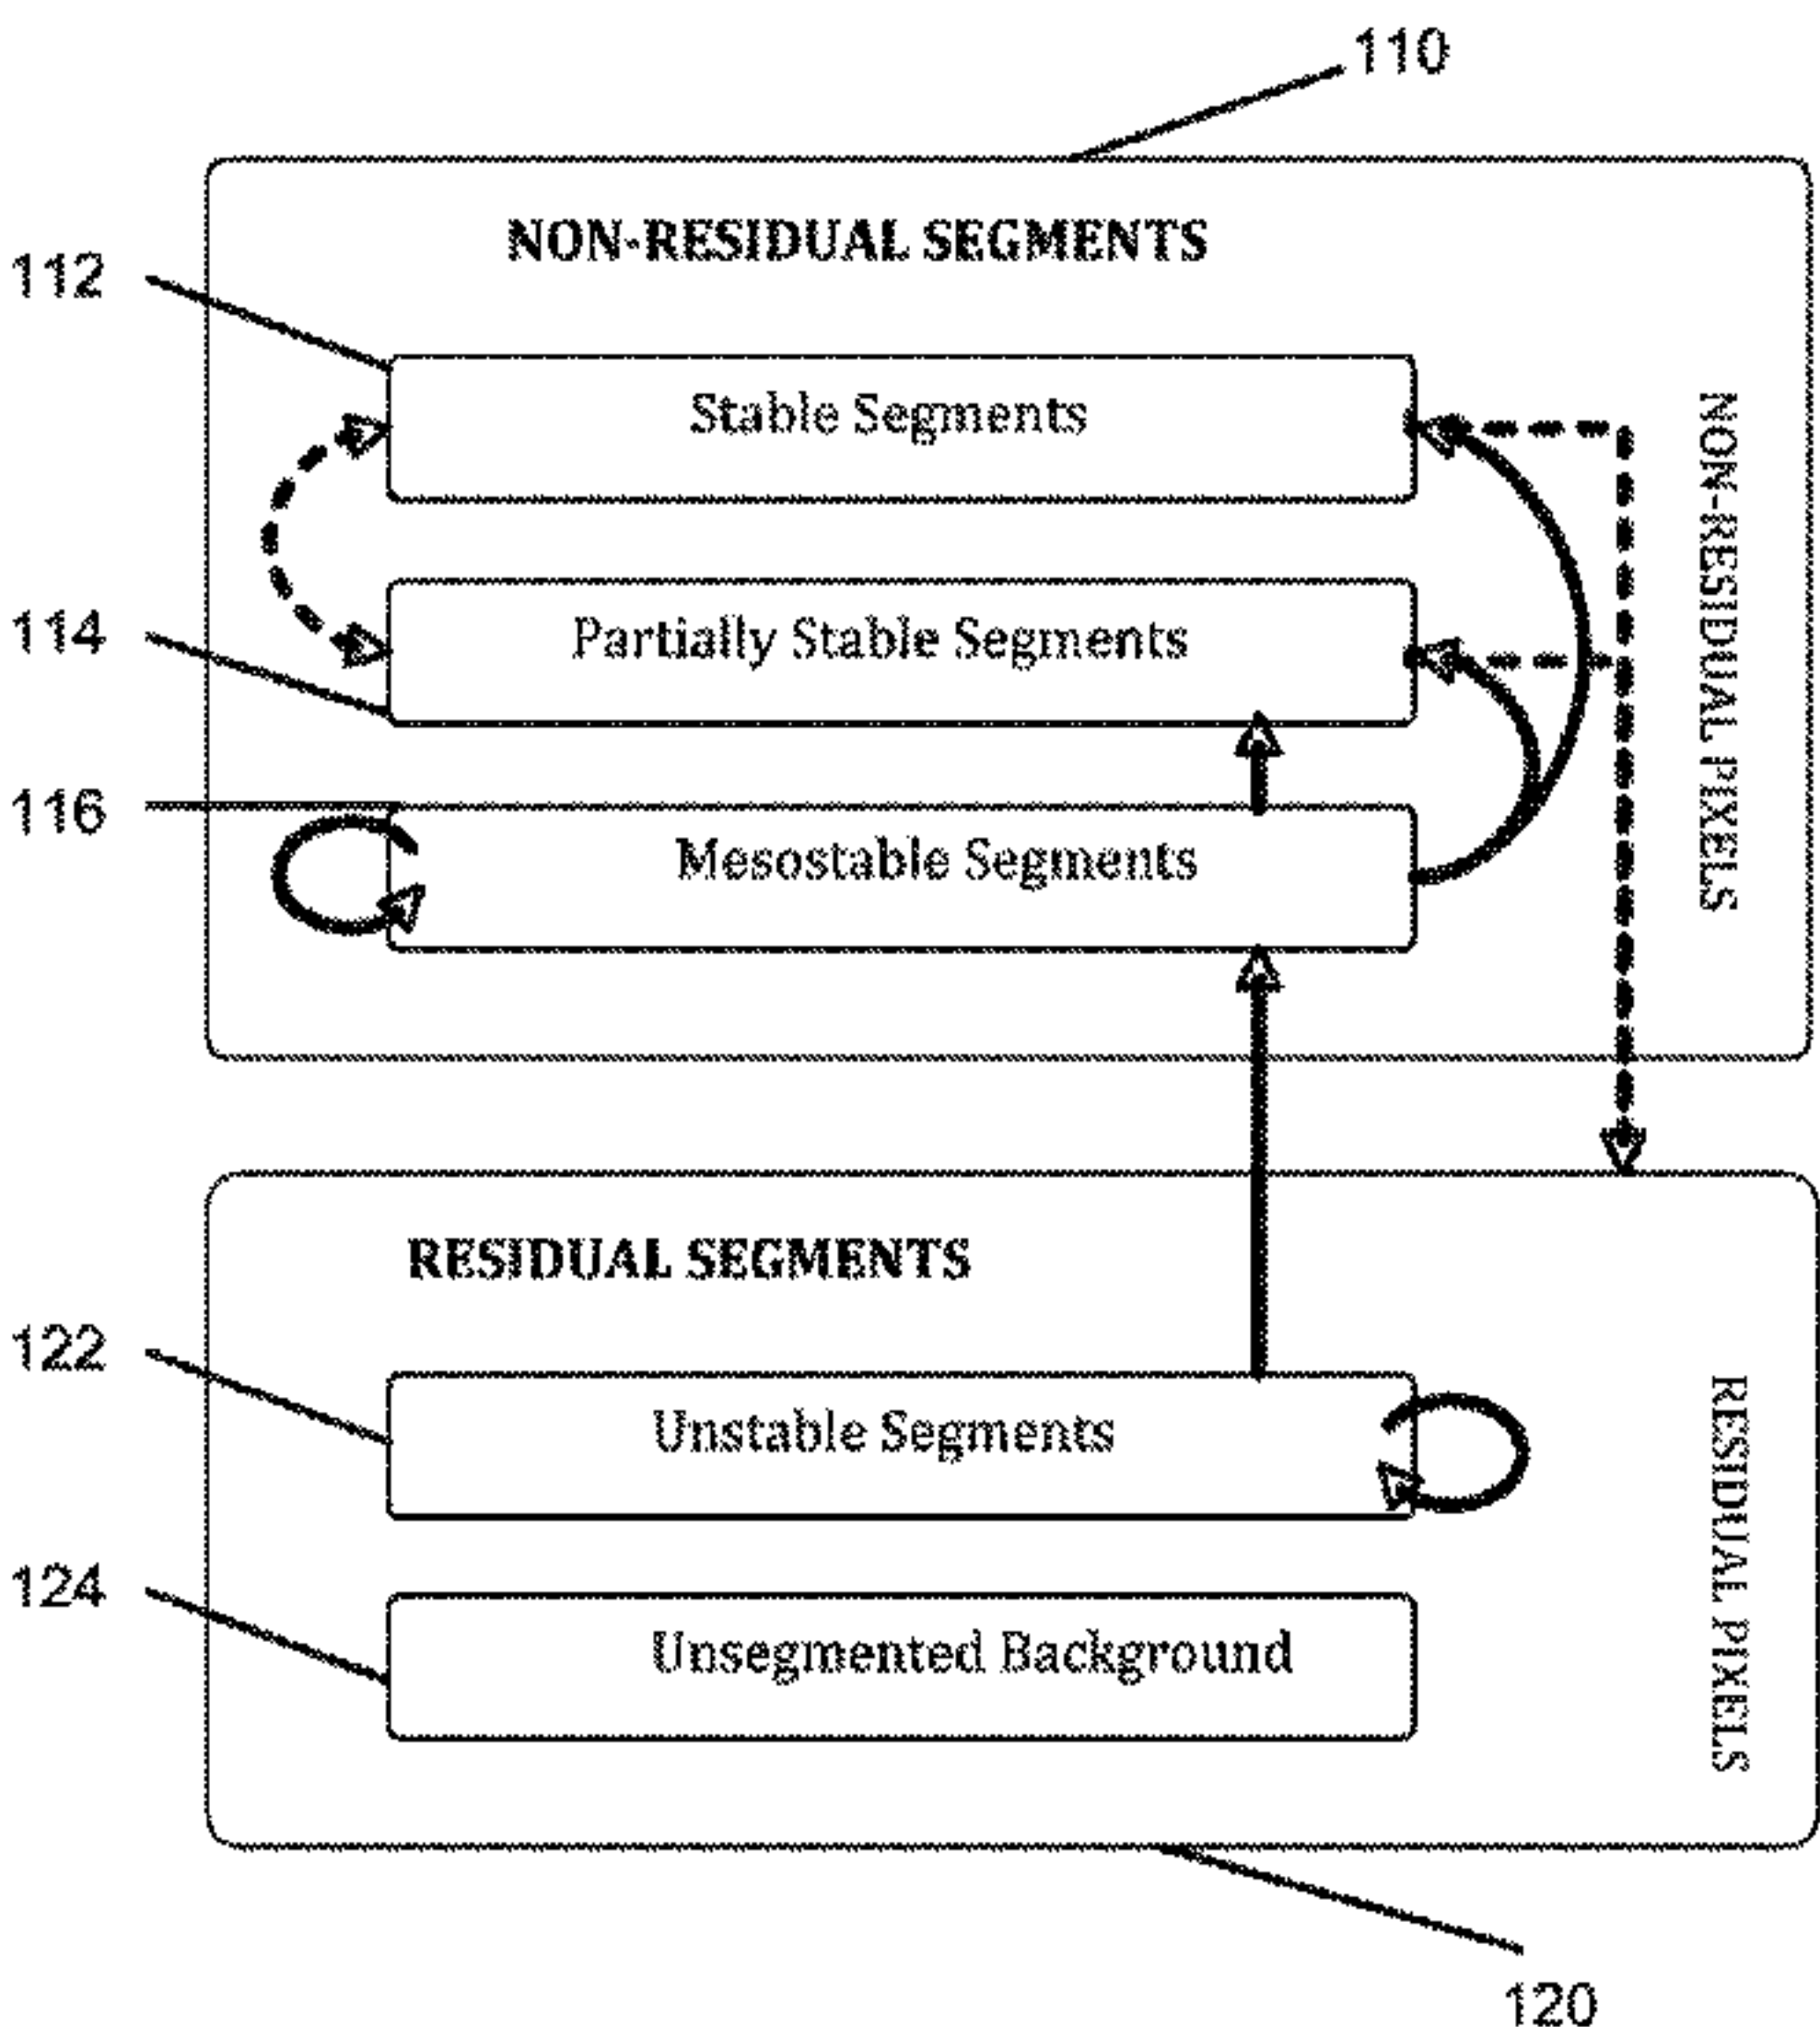 110
NON-RESIDUAL SEGMENTS
112
Stable Segments
NON-RESIDUAL PIXELS
114
Partially Stable Segments
116
Mesostable Segments
RESIDUAL SEGMENTS
122
Unstable Segments
RESIDUAL PIXELS
124
Unsegmented Background
120